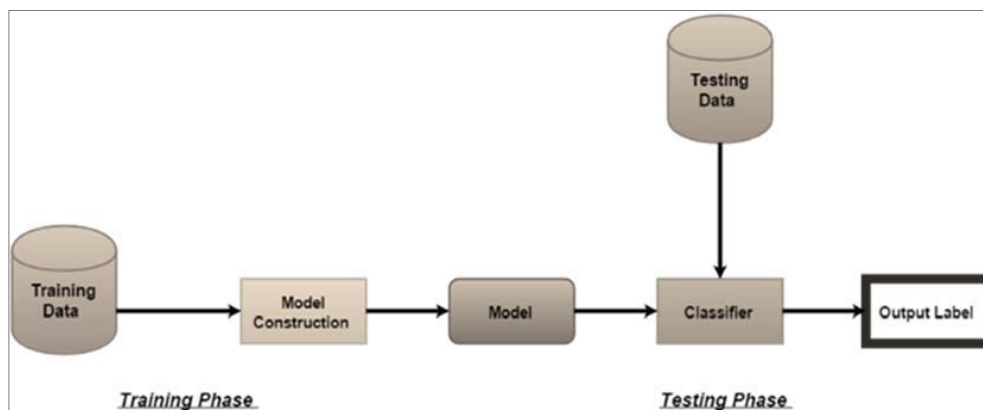 Testing
Data
Training
Data
Model
Construction
Model
Classifier
Output Label
Training Phase
Testing Phase